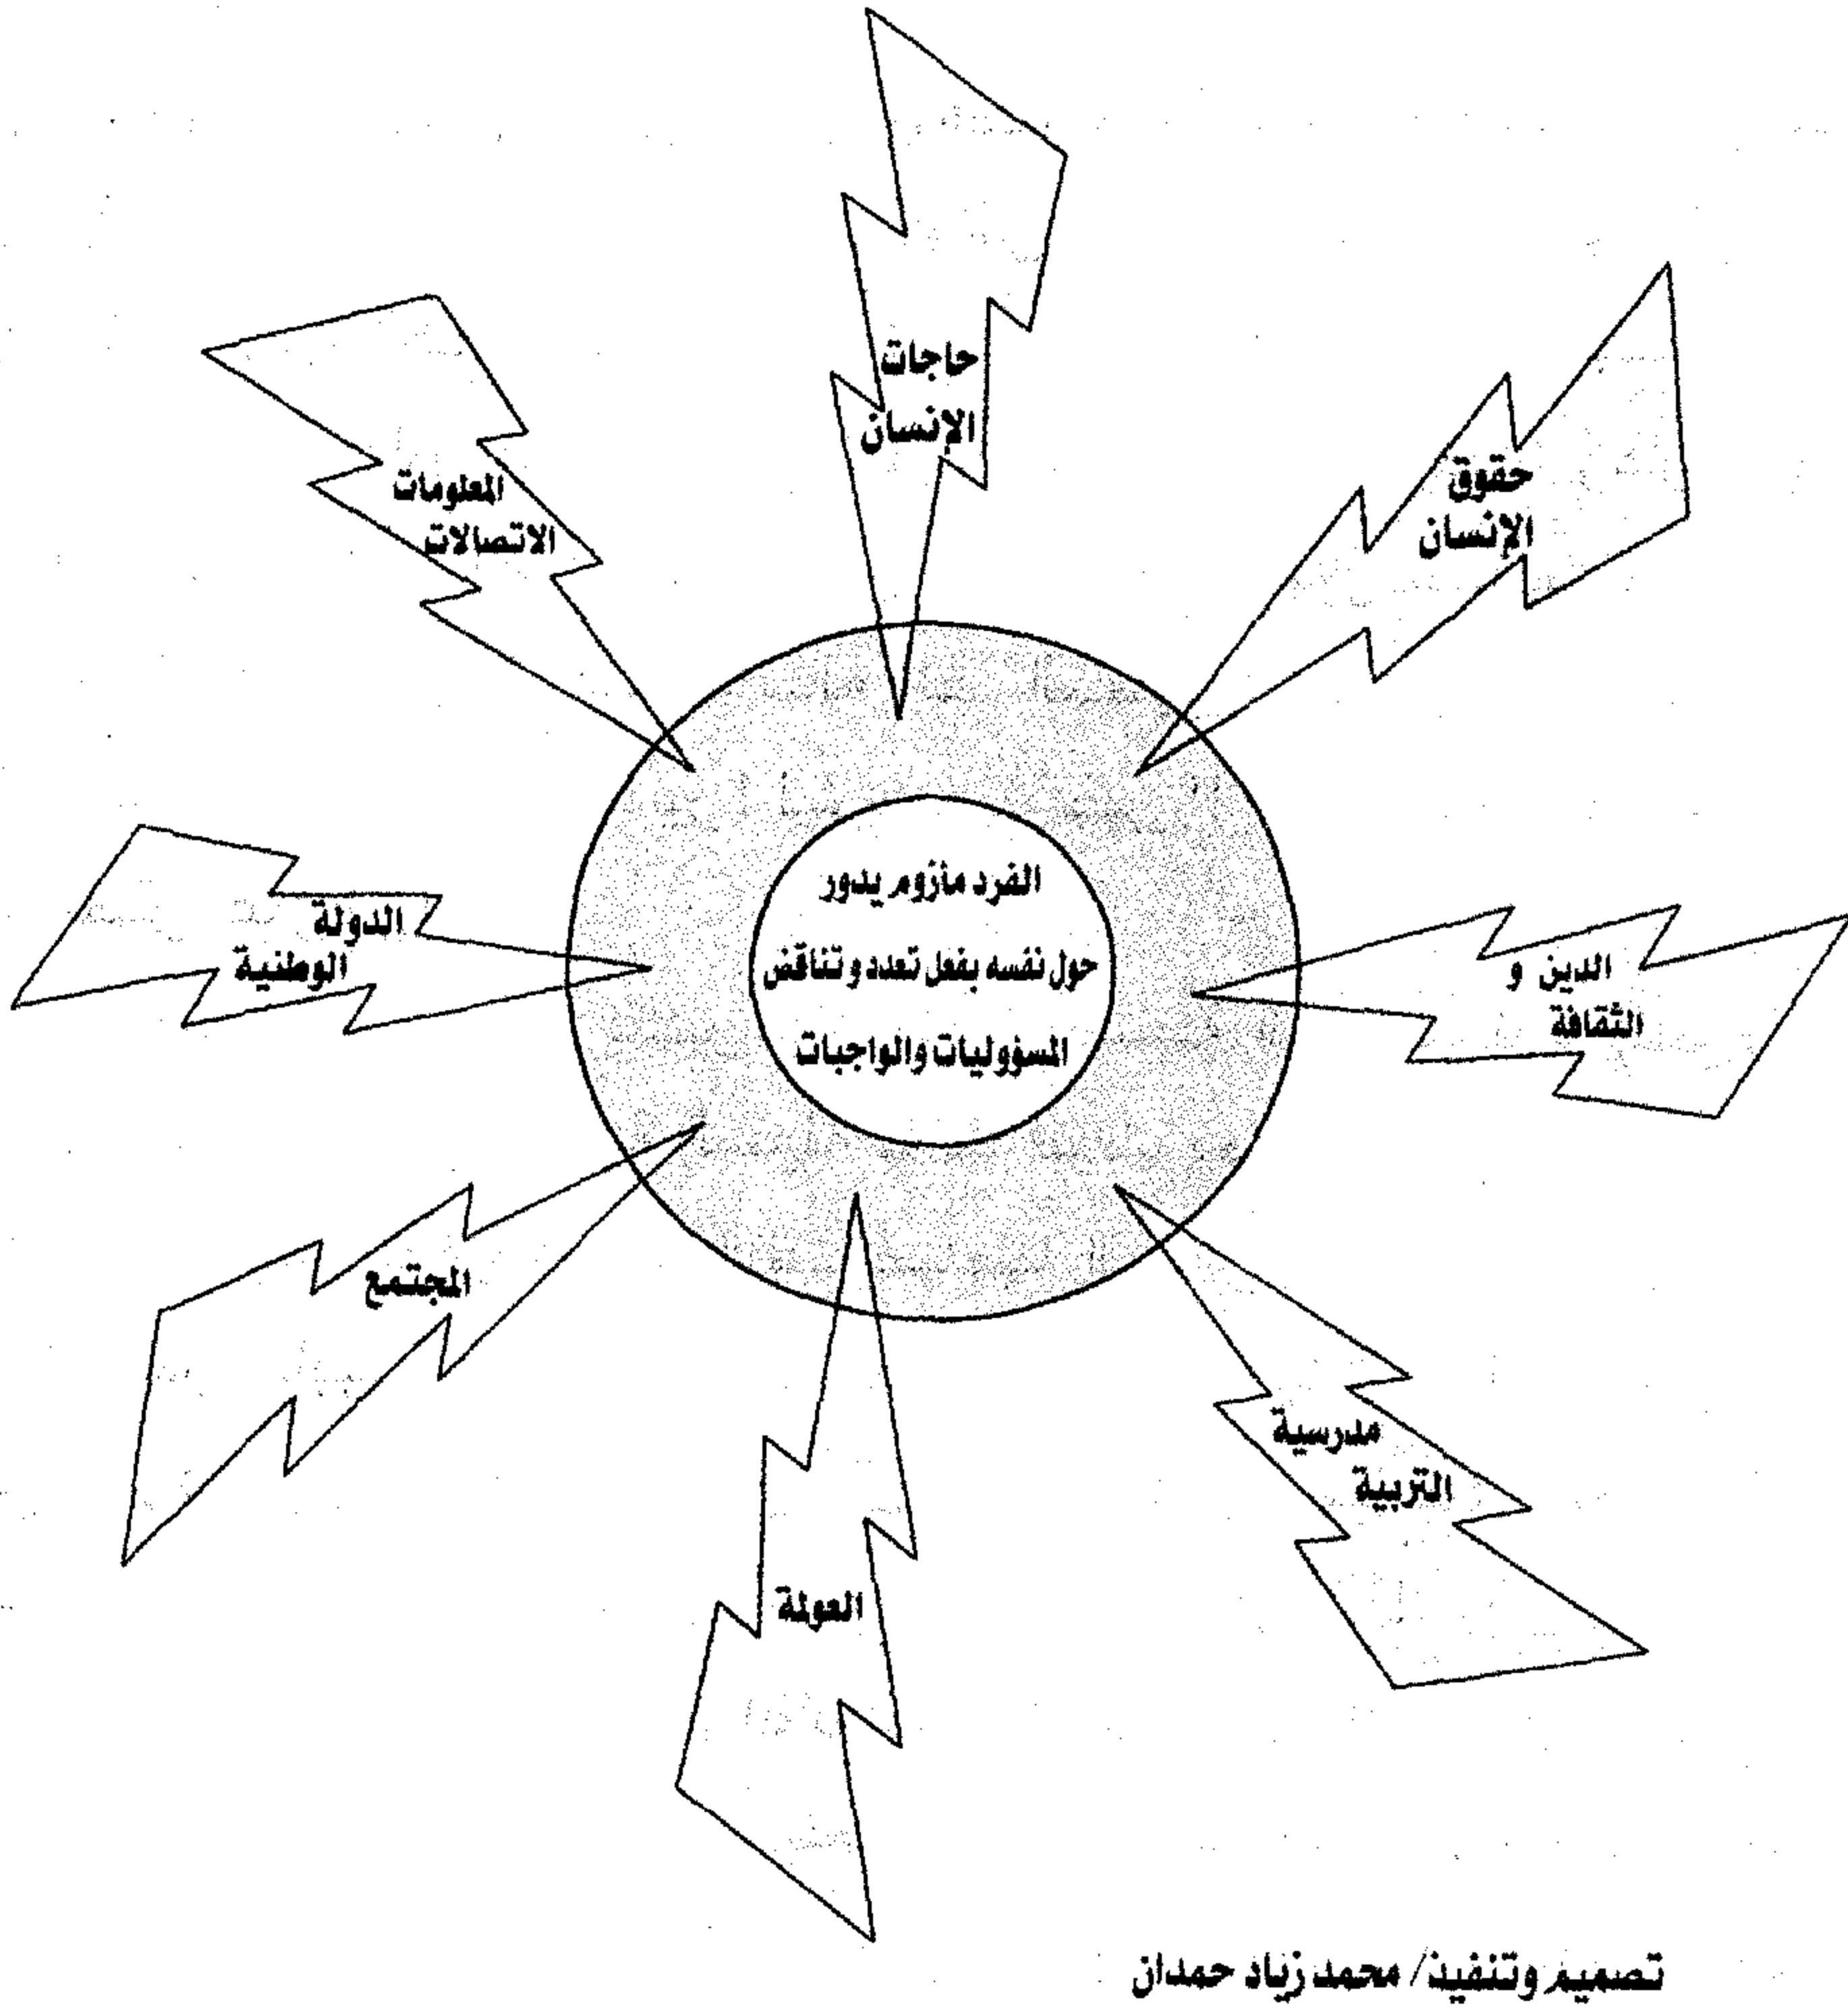 حاجات
الإنسان
حقوق
الإنسان
المعلومات
الاتصالات
الفرد مأزوم يدور
حول نفسه بفعل تعدد وتناقض
المسؤوليات والواجبات
الدين و
الثقافة
الدولة
الوطنية
المجتمع
مدرسية
التربية
العولمة
تصميم وتنفيذ/ محمد زياد حمدان